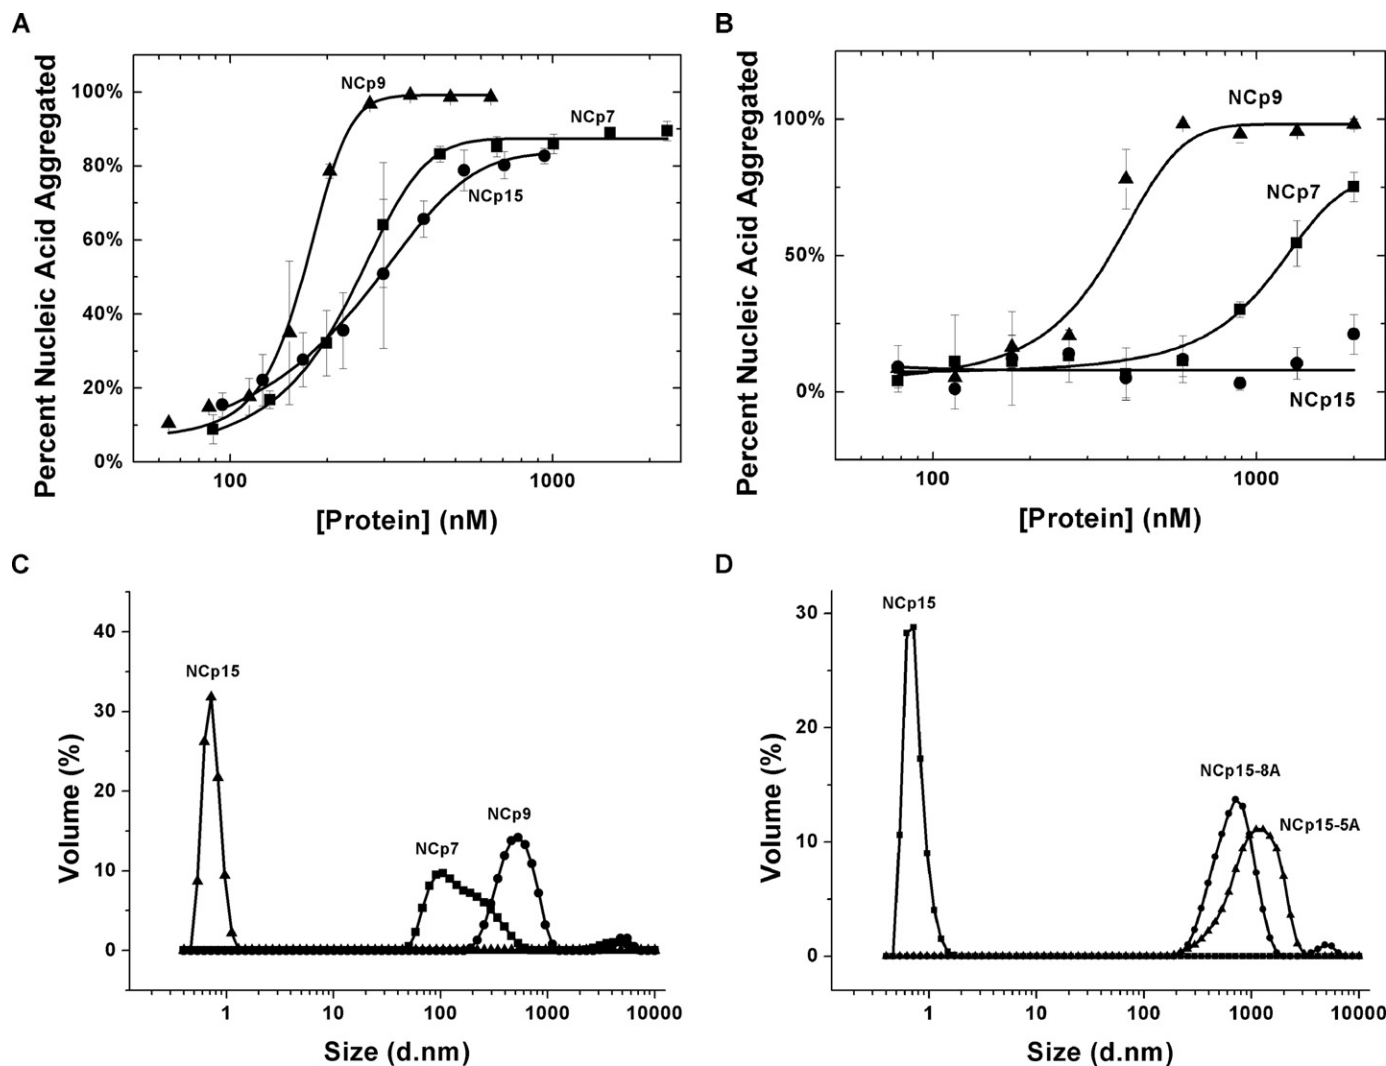 A
Percent Nucleic Acid Aggregated
100%
80%
60%
40%
20%
0%
NCp9
NCp7
NCp15
100
1000
[Protein] (nM)
B
Percent Nucleic Acid Aggregated
100%
50%
0%
NCp9
NCp7
NCp15
100
1000
[Protein] (nM)
C
Volume (%)
40
30
20
10
0
NCp15
NCp7
NCp9
1
10
100
1000
10000
Size (d.nm)
D
Volume (%)
30
20
10
0
NCp15
NCp15-8A
NCp15-5A
1
10
100
1000
10000
Size (d.nm)